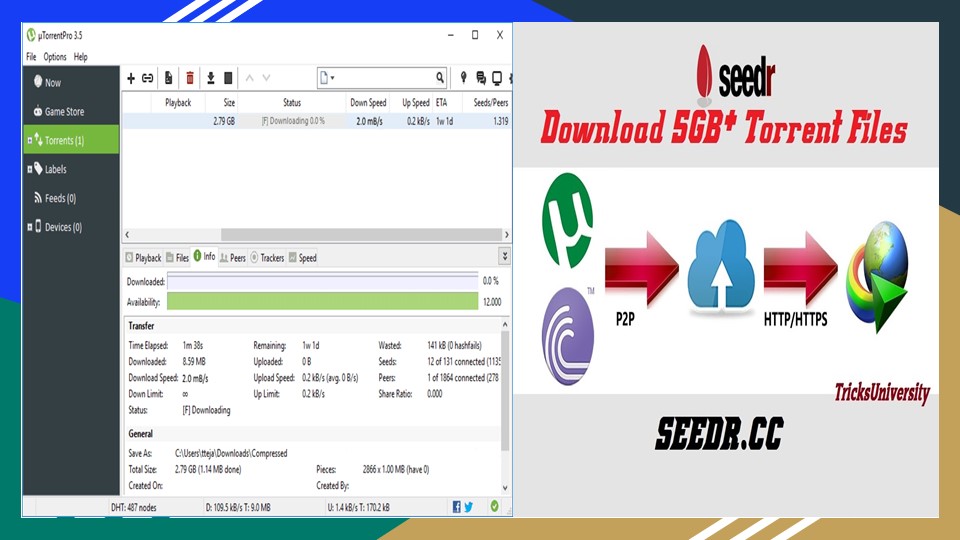 µTorrentPro 3.5
File Options Help
Now
Game Store
Torrents (1)
Labels
Feeds (0)
Devices (0)
Playback Size Status Down Speed Up Speed ETA Seeds/Peers
2.79 GB [F] Downloading 0.0 % 2.0 mB/s 0.2 kB/s 1w 1d 1.319
Playback Files Info Peers Trackers Speed
Downloaded: 0.0 %
Availability: 12.000
Transfer
Time Elapsed: 1m 38s Remaining: 1w 1d Wasted: 141 kB (0 hashfails)
Downloaded: 8.59 MB Uploaded: 0 B Seeds: 12 of 131 connected (1135
Download Speed: 2.0 mB/s Upload Speed: 0.2 kB/s (avg. 0 B/s) Peers: 1 of 1864 connected (278
Down Limit: ∞ Up Limit: 0.2 kB/s Share Ratio: 0.000
Status: [F] Downloading
General
Save As: C:\Users\tteja\Downloads\Compressed
Total Size: 2.79 GB (1.14 MB done) Pieces: 2866 x 1.00 MB (have 0)
Created On: Created By:
DHT: 487 nodes D: 109.5 kB/s T: 9.0 MB U: 1.4 kB/s T: 170.2 kB
seedr
Download 5GB+ Torrent Files
TM
P2P
HTTP/HTTPS
TricksUniversity
SEEDR.CC